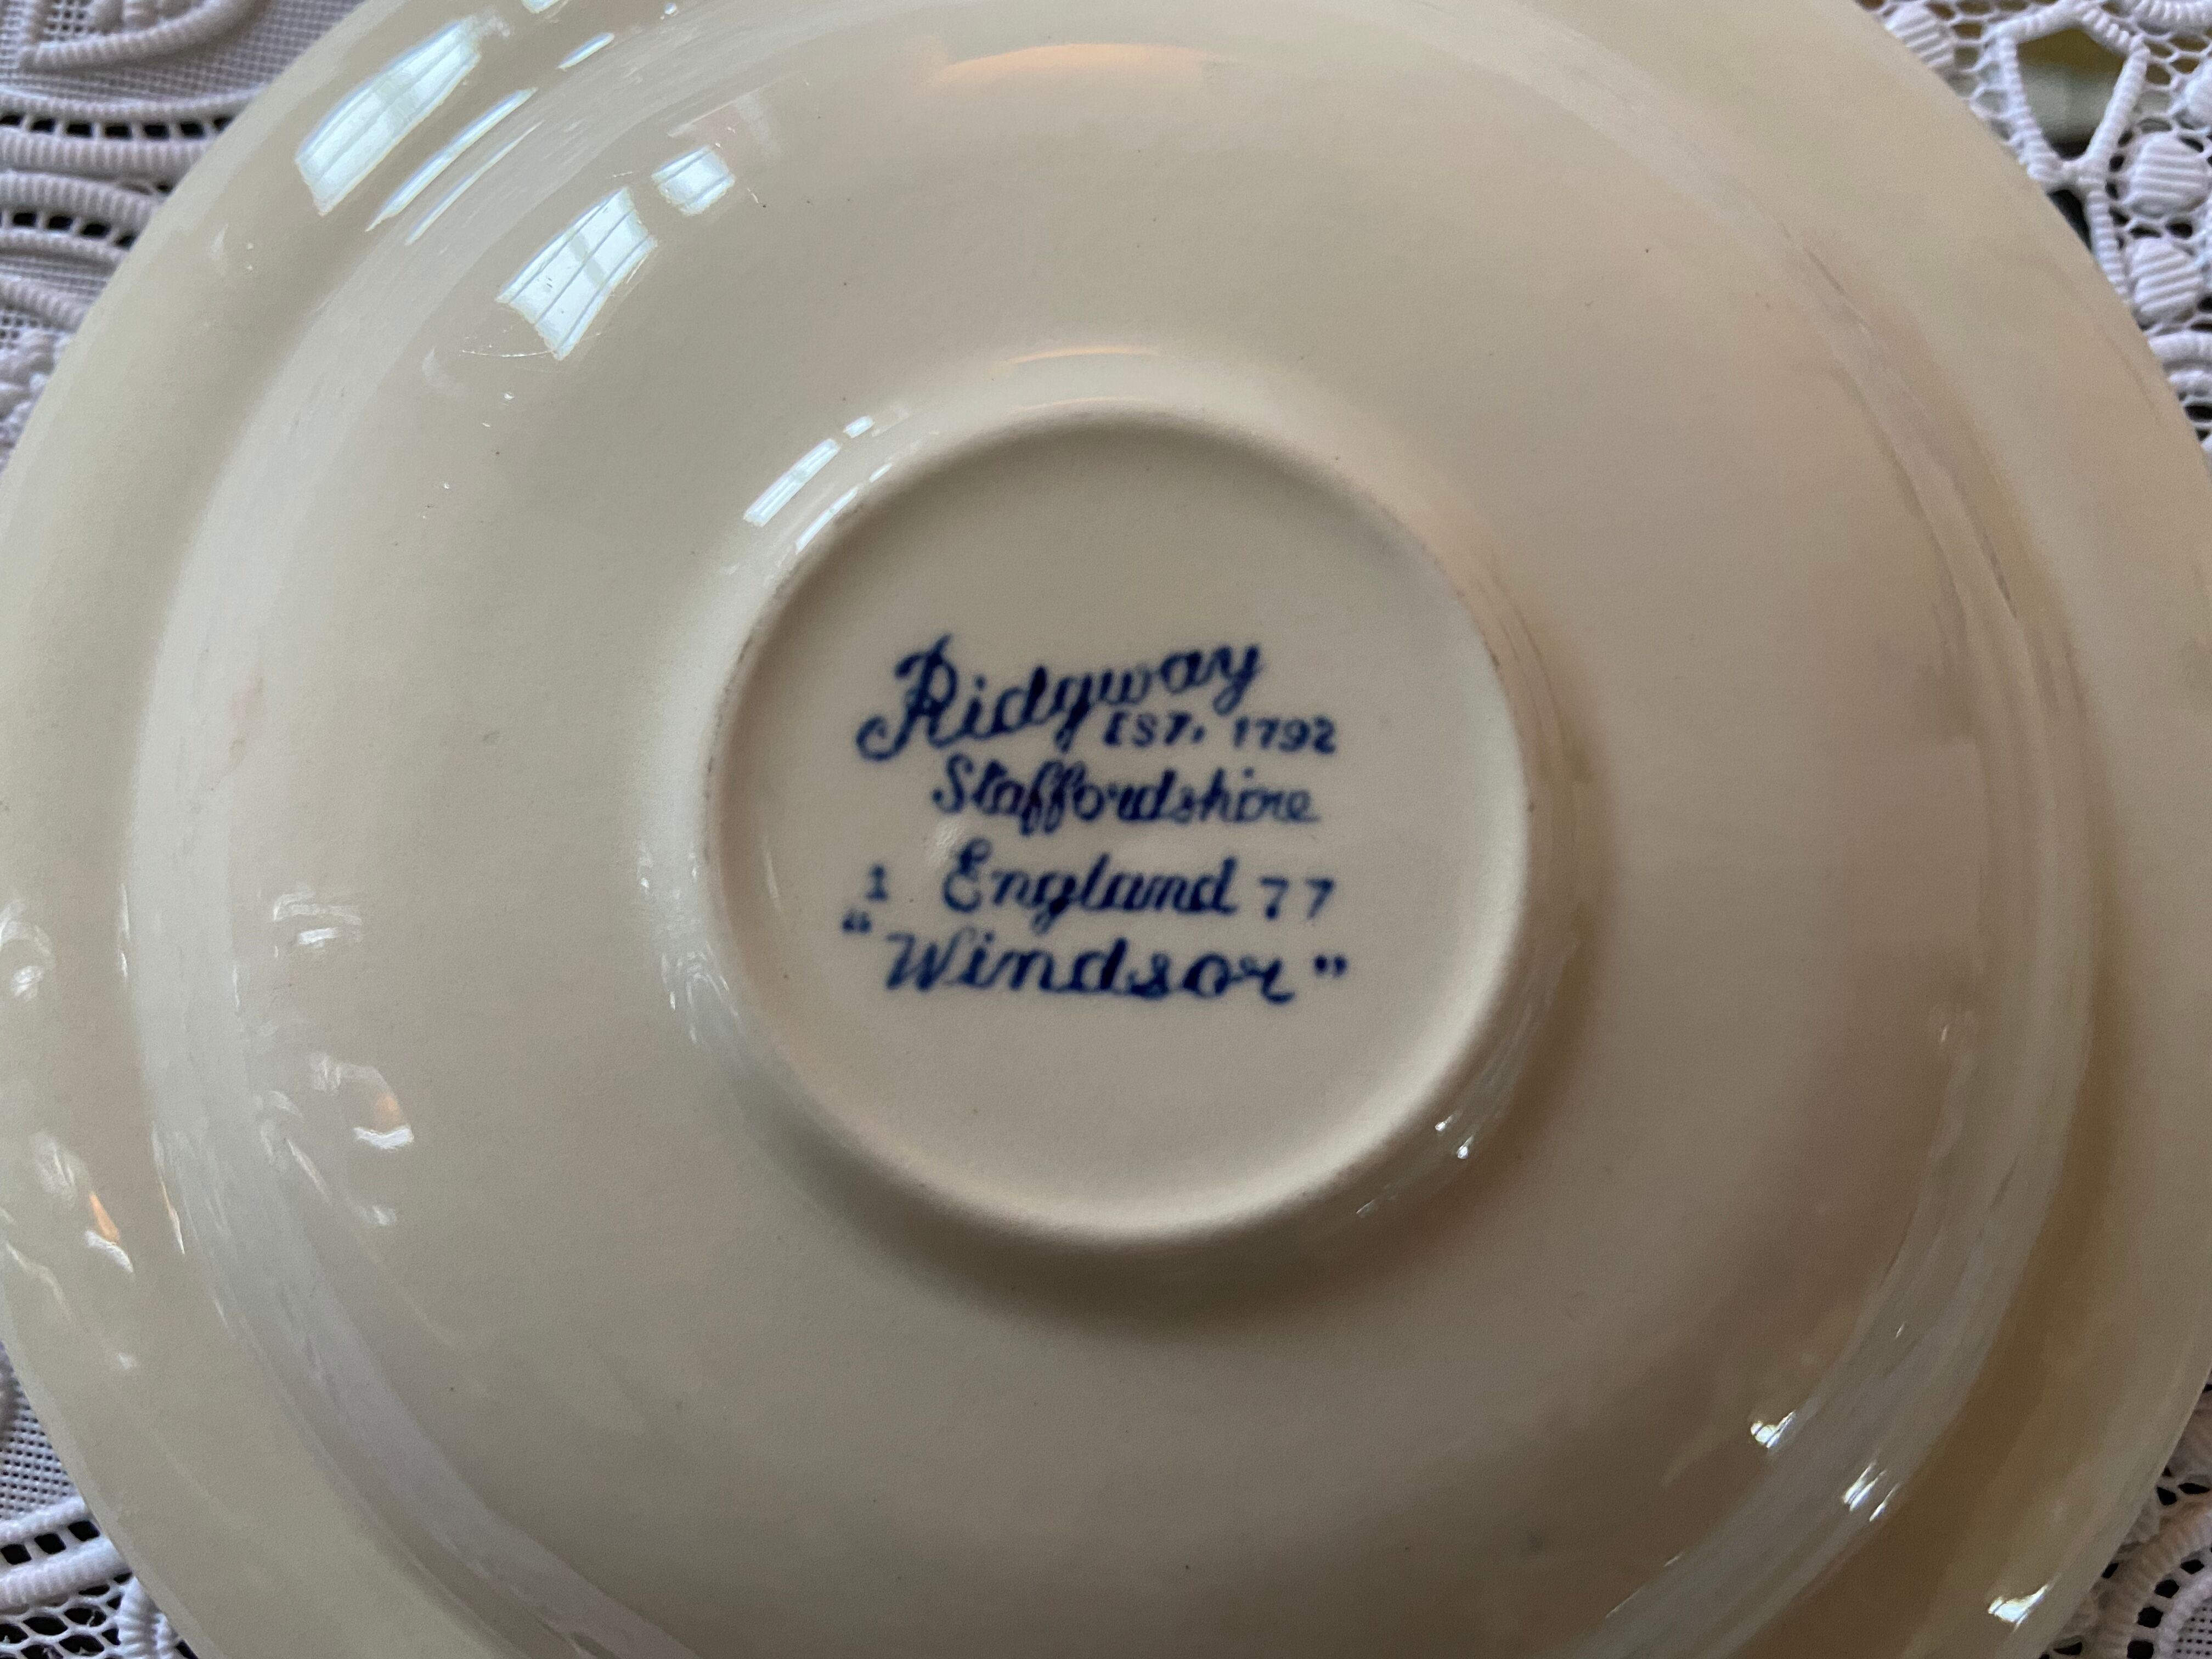 Ridgway
EST. 1792
Staffordshire
1 England 77
"Windsor"